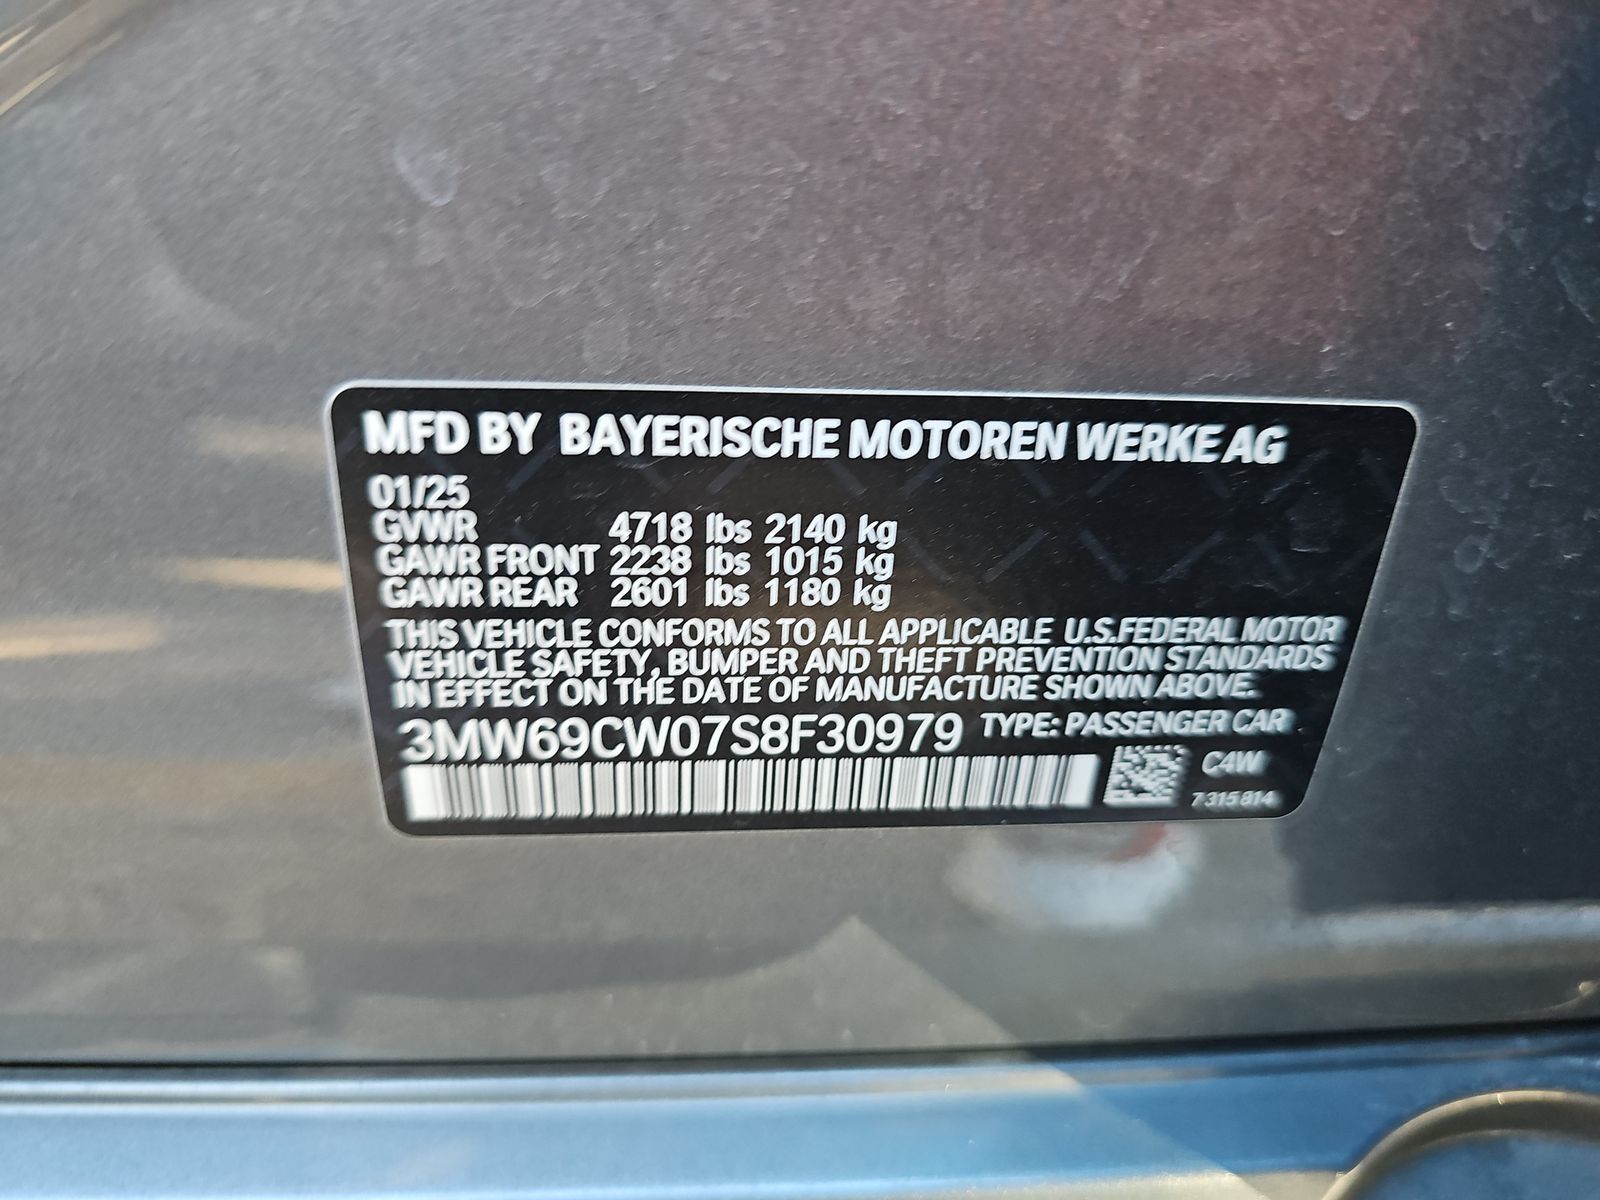 MFD BY BAYERISCHE MOTOREN WERKE AG
01/25
GVWR 4718 lbs 2140 kg
GAWR FRONT 2238 lbs 1015 kg
GAWR REAR 2601 lbs 1180 kg
THIS VEHICLE CONFORMS TO ALL APPLICABLE U.S.FEDERAL MOTOR
VEHICLE SAFETY, BUMPER AND THEFT PREVENTION STANDARDS
IN EFFECT ON THE DATE OF MANUFACTURE SHOWN ABOVE.
3MW69CW07S8F30979 TYPE: PASSENGER CAR
C4W
7 315 814